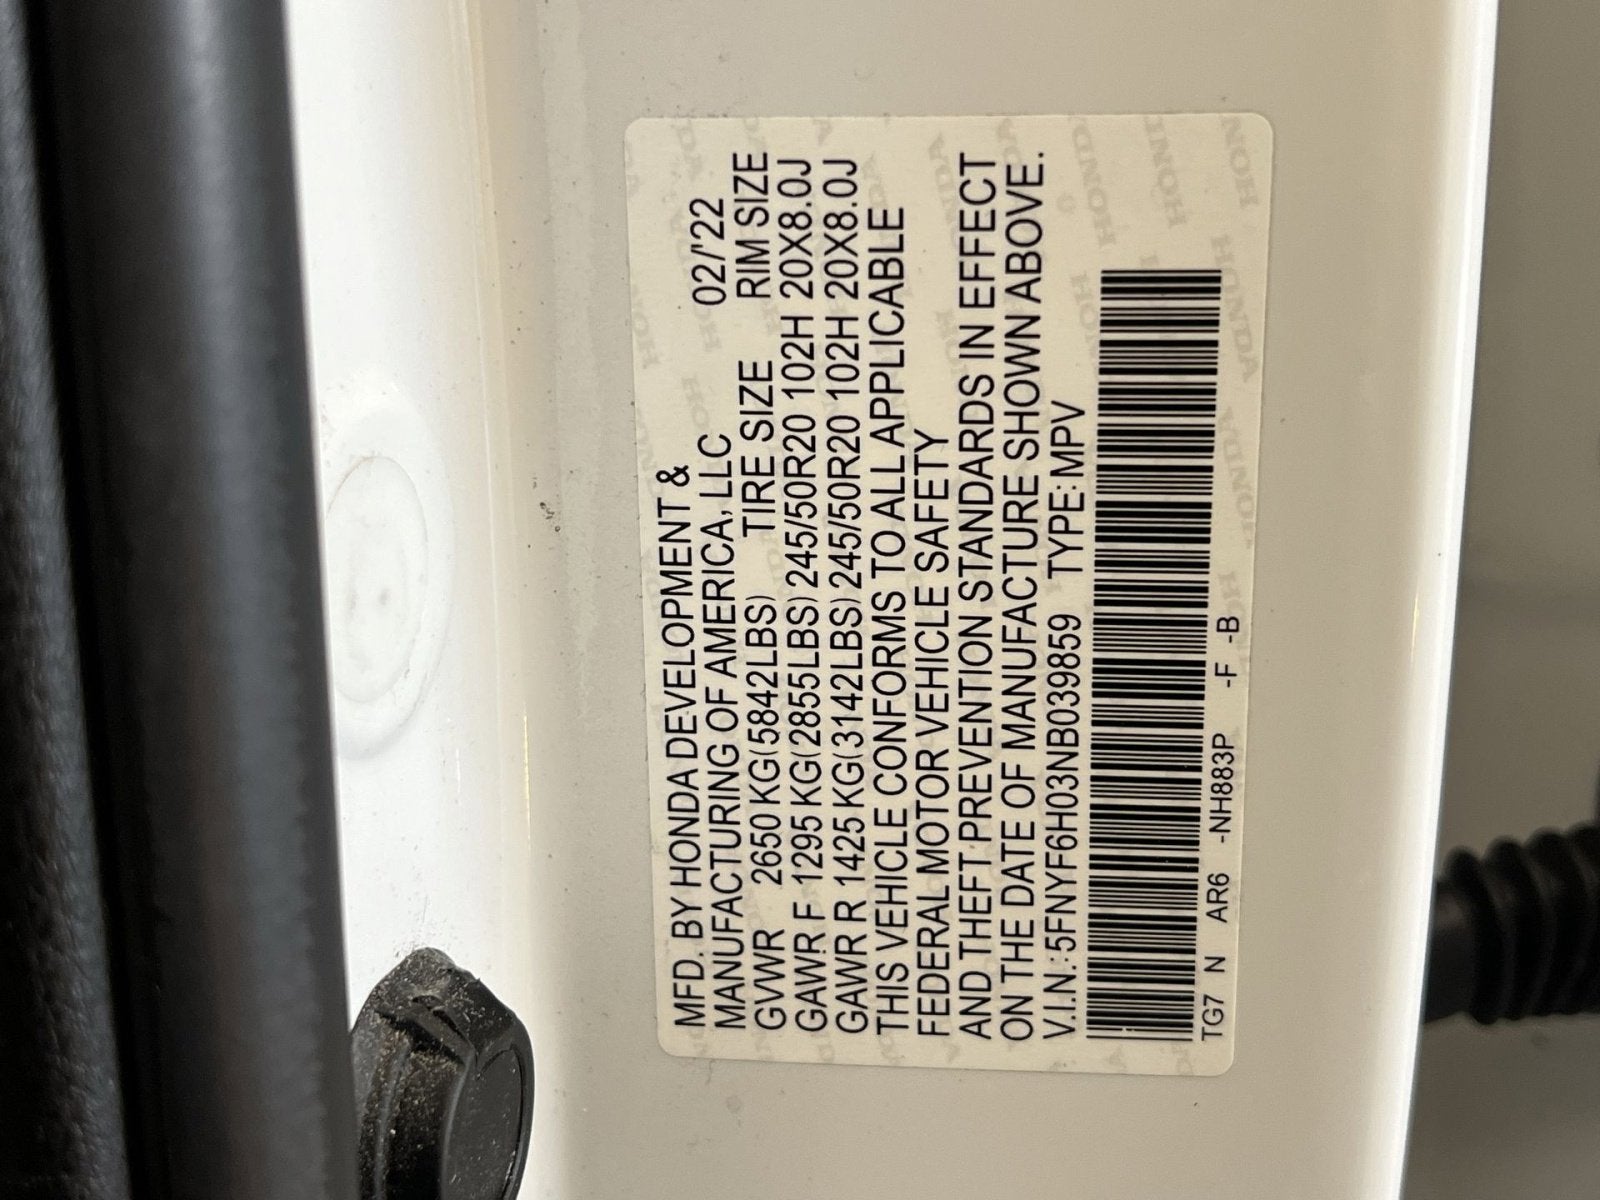 MFD. BY HONDA DEVELOPMENT &
MANUFACTURING OF AMERICA, LLC 02/'22
GVWR 2650 KG(5842LBS) TIRE SIZE RIM SIZE
GAWR F 1295 KG(2855LBS) 245/50R20 102H 20X8.0J
GAWR R 1425 KG(3142LBS) 245/50R20 102H 20X8.0J
THIS VEHICLE CONFORMS TO ALL APPLICABLE
FEDERAL MOTOR VEHICLE SAFETY
AND THEFT PREVENTION STANDARDS IN EFFECT
ON THE DATE OF MANUFACTURE SHOWN ABOVE.
V.I.N.: 5FNYF6H03NB039859 TYPE: MPV
TG7 N AR6 -NH883P -F -B